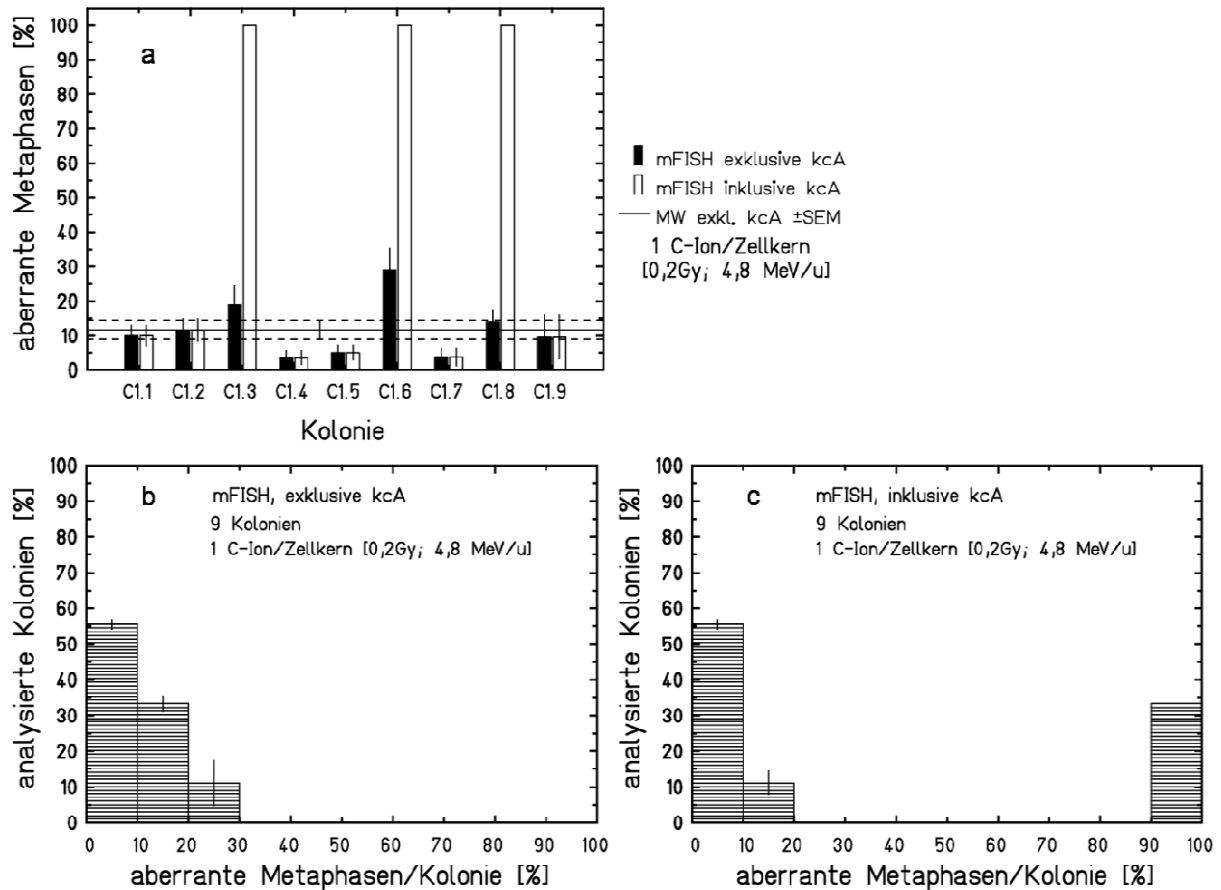 aberrante Metaphasen [%]
100
90
80
70
60
50
40
30
20
10
0
a
C1.1 C1.2 C1.3 C1.4 C1.5 C1.6 C1.7 C1.8 C1.9
Kolonie
mFISH exklusive kcA
mFISH inklusive kcA
MW exkl. kcA ±SEM
1 C-Ion/Zellkern
[0,2Gy; 4,8 MeV/u]
analysierte Kolonien [%]
100
90
80
70
60
50
40
30
20
10
0
b
mFISH, exklusive kcA
9 Kolonien
1 C-Ion/Zellkern [0,2Gy; 4,8 MeV/u]
0 10 20 30 40 50 60 70 80 90 100
aberrante Metaphasen/Kolonie [%]
analysierte Kolonien [%]
100
90
80
70
60
50
40
30
20
10
0
c
mFISH, inklusive kcA
9 Kolonien
1 C-Ion/Zellkern [0,2Gy; 4,8 MeV/u]
0 10 20 30 40 50 60 70 80 90 100
aberrante Metaphasen/Kolonie [%]